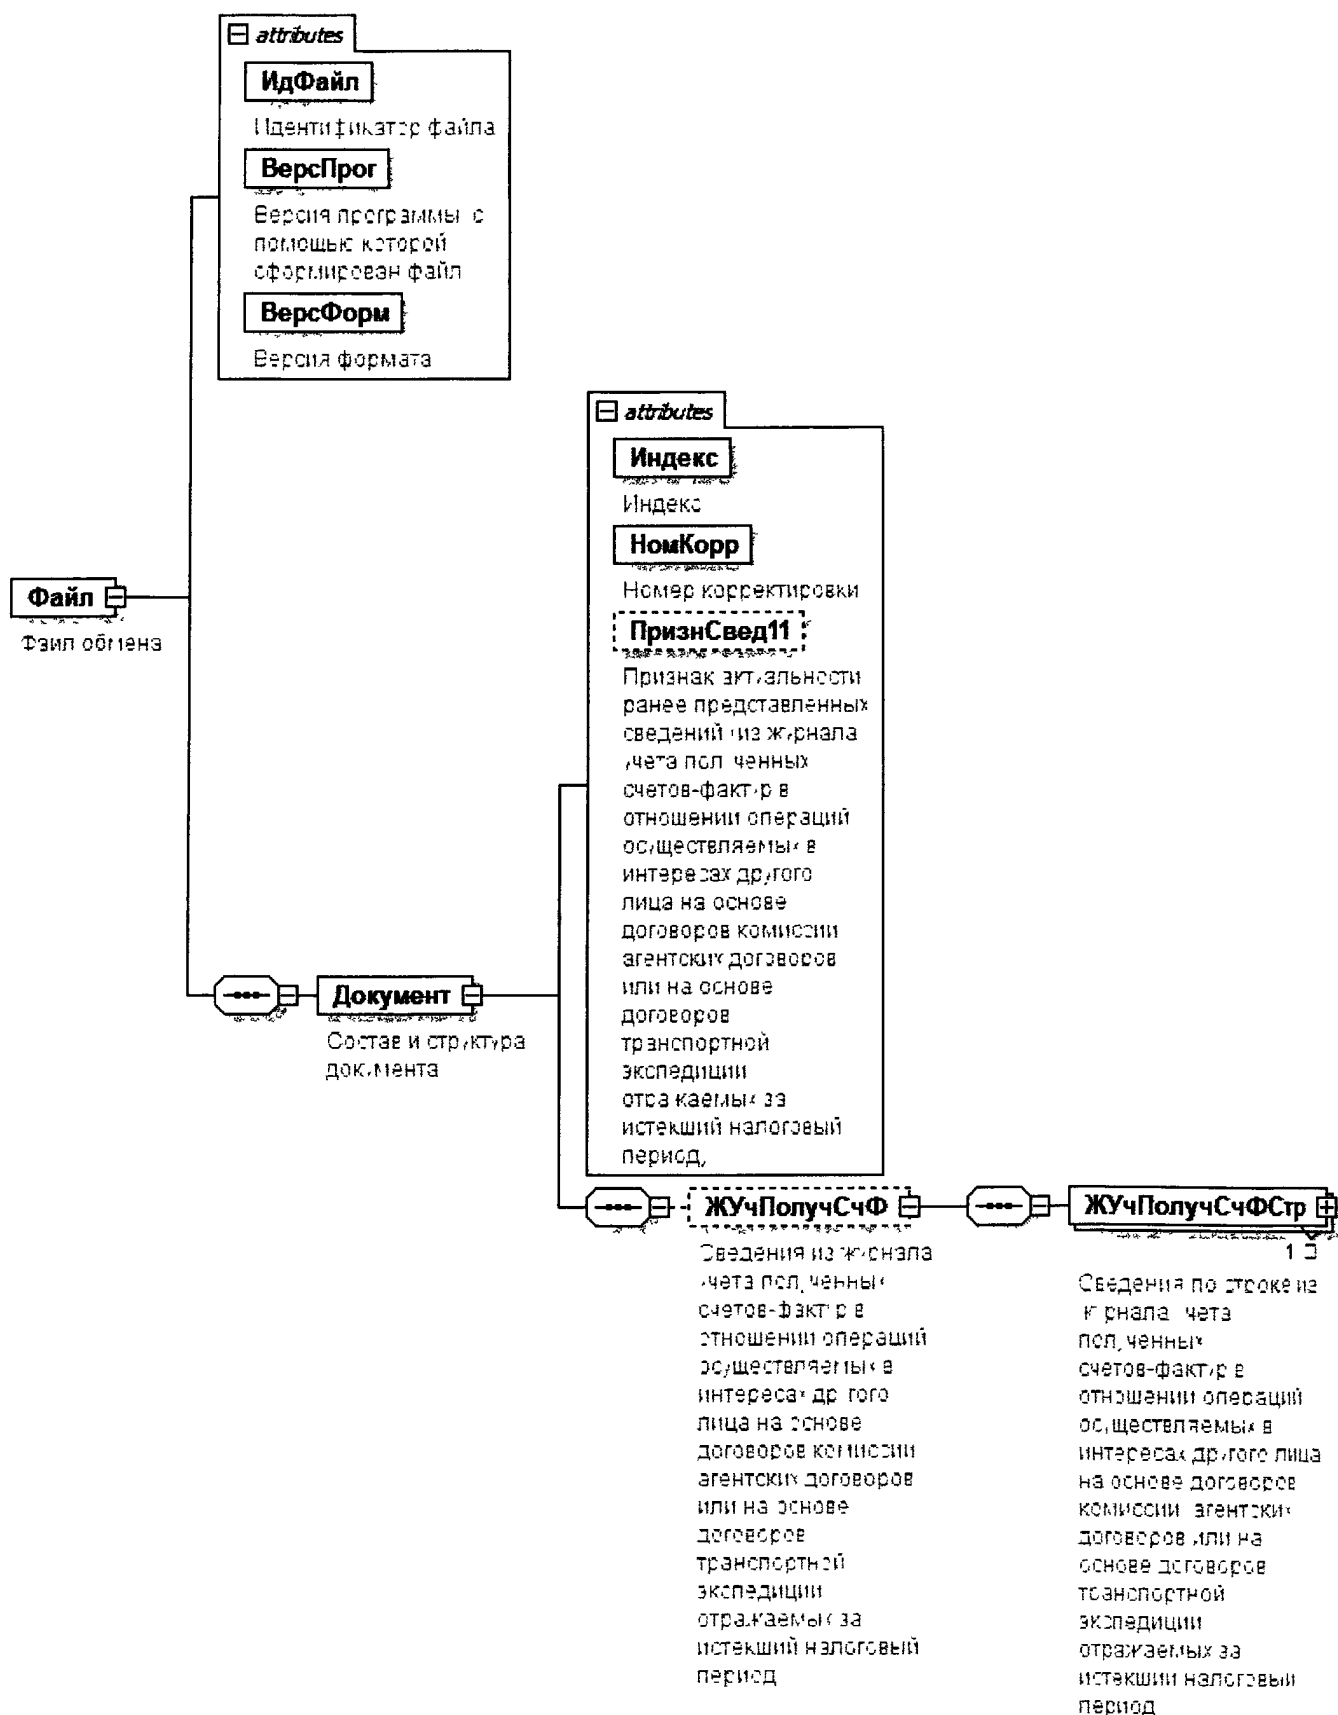 attributes
ИдФайл
Идентификатор файла
ВерсПрог
Версия программы с
помощью которой
сформирован файл
ВерсФорм
Версия формата
Файл
Файл обмена
attributes
Индекс
Индекс
НомКорр
Номер корректировки
ПризнСвед11
Признак актуальности
ранее представленных
сведений из журнала
учета полученных
счетов-фактур в
отношении операций
осуществляемых в
интересах другого
лица на основе
договоров комиссии
агентских договоров
или на основе
договоров
транспортной
экспедиции
отражаемых за
истекший налоговый
период,
Документ
Состав и структура
документа
ЖУчПолучСчФ
Сведения из журнала
учета полученных
счетов-фактур в
отношении операций
осуществляемых в
интересах другого
лица на основе
договоров комиссии
агентских договоров
или на основе
договоров
транспортной
экспедиции
отражаемых за
истекший налоговый
период
ЖУчПолучСчФСтр
Сведения по строке из
журнала учета
полученных
счетов-фактур в
отношении операций
осуществляемых в
интересах другого лица
на основе договоров
комиссии агентских
договоров или на
основе договоров
транспортной
экспедиции
отражаемых за
истекший налоговый
период